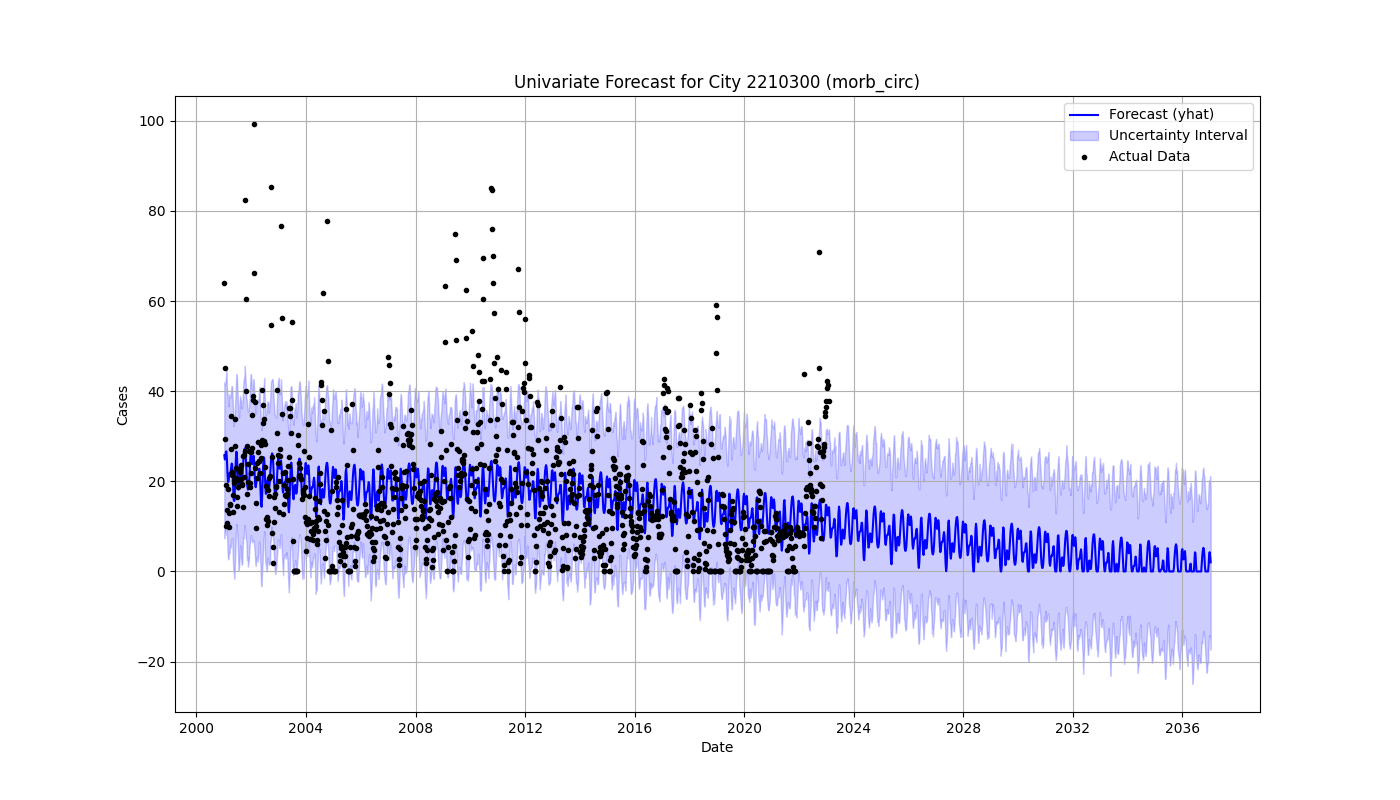 Univariate Forecast for City 2210300 (morb_circ)
Forecast (yhat)
Uncertainty Interval
Actual Data
Cases
100
80
60
40
20
0
−20
2000 2004 2008 2012 2016 2020 2024 2028 2032 2036
Date